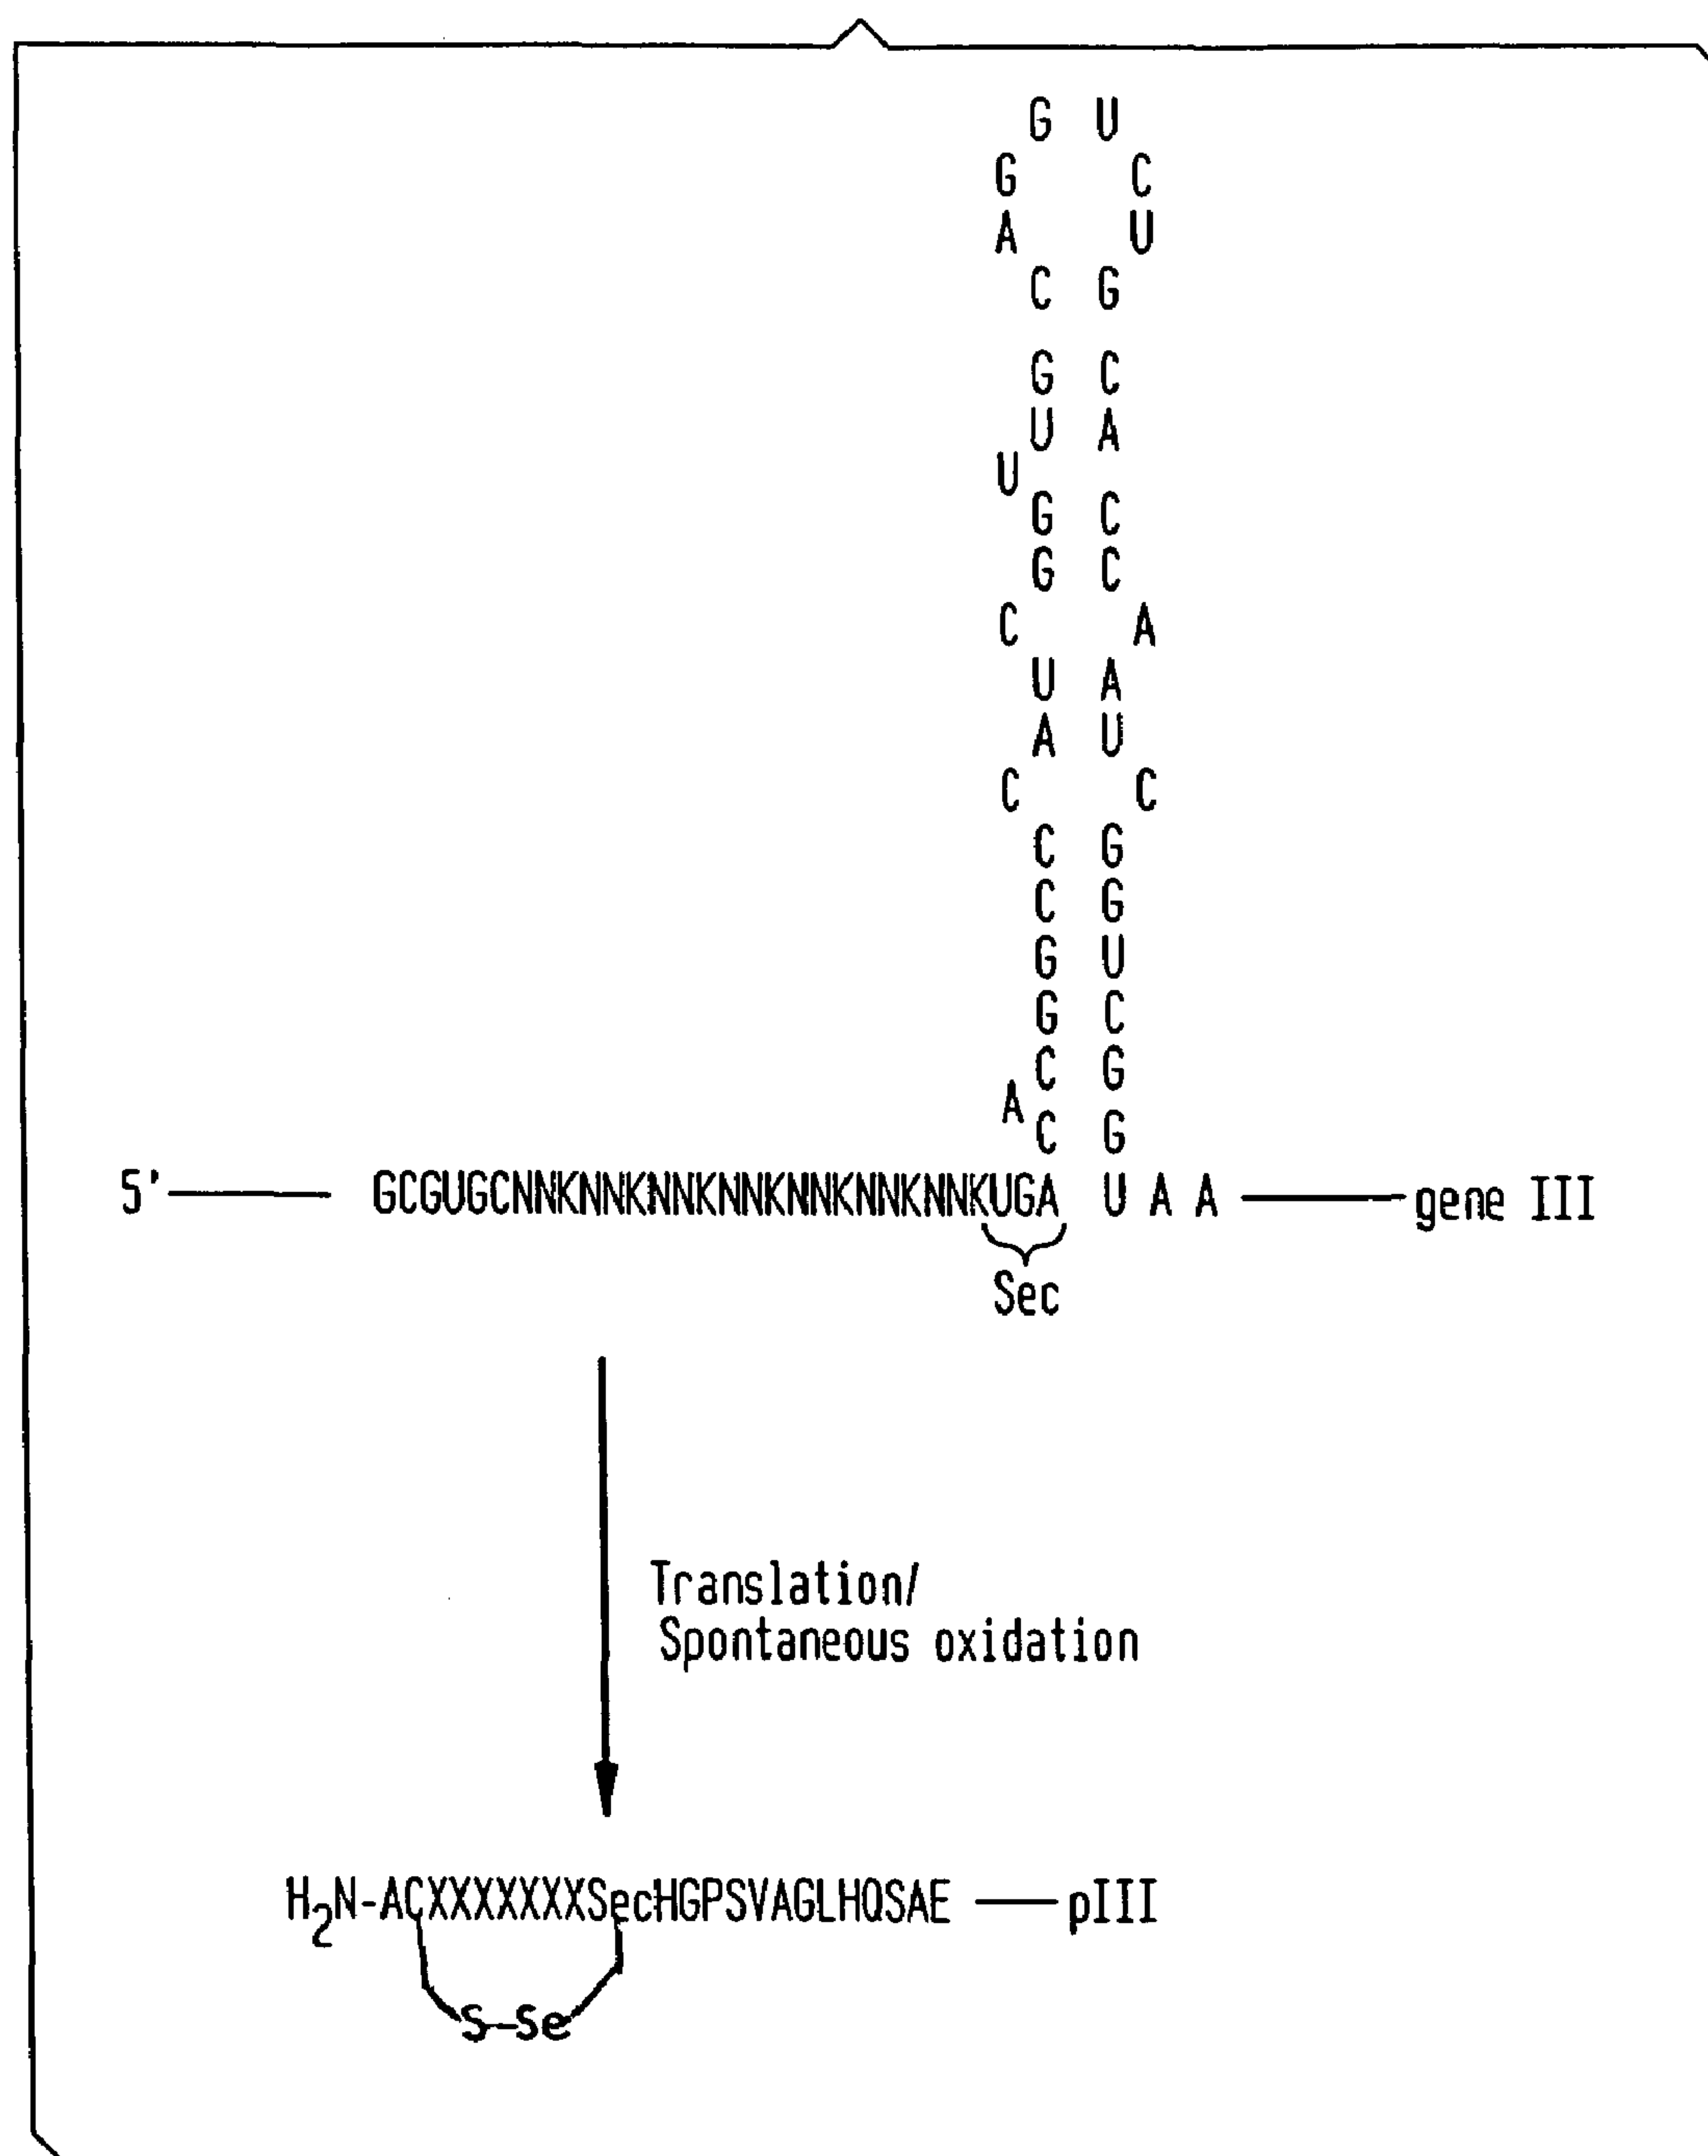 G U
G C
A U
C G
G C
U A
U
G C
G C
C A
U A
A U
C C
C G
C G
G U
G C
C G
A
C G
5' GCGUGCNNKNNKNNKNNKNNKNNKNNKUGA U A A gene III
Sec
Translation/
Spontaneous oxidation
H2N-ACXXXXXXXSecHGPSVAGLHQSAE pIII
S-Se